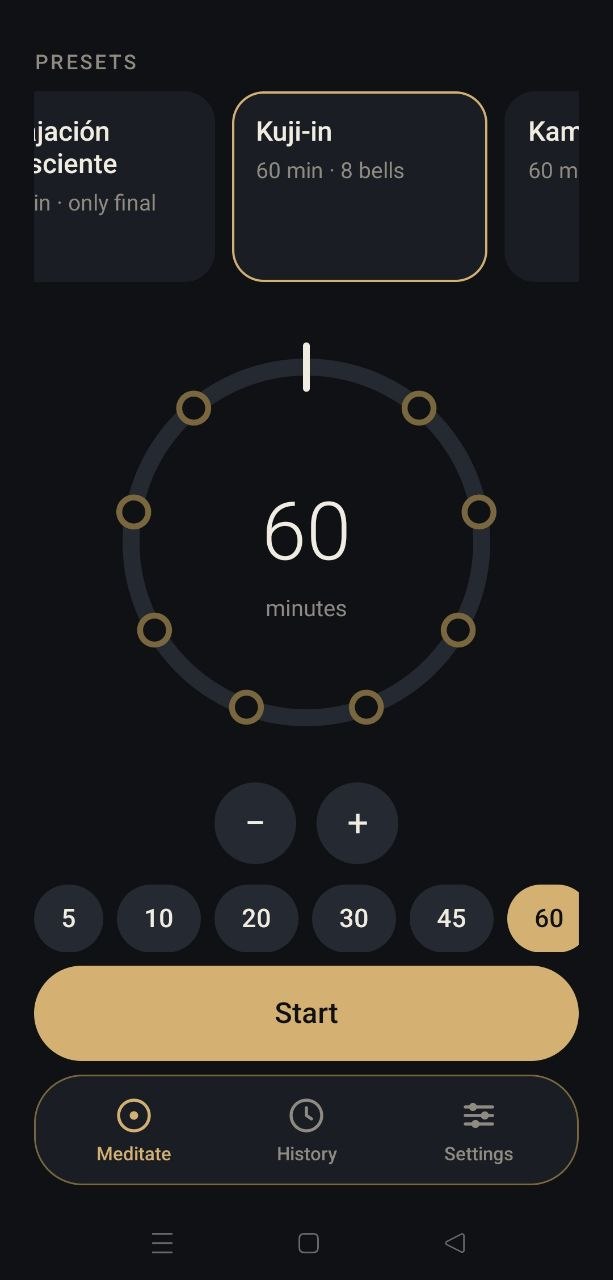 PRESETS
ajación
sciente
in · only final
Kuji-in
60 min · 8 bells
Kam
60 m
60
minutes
−
+
5
10
20
30
45
60
Start
Meditate
History
Settings